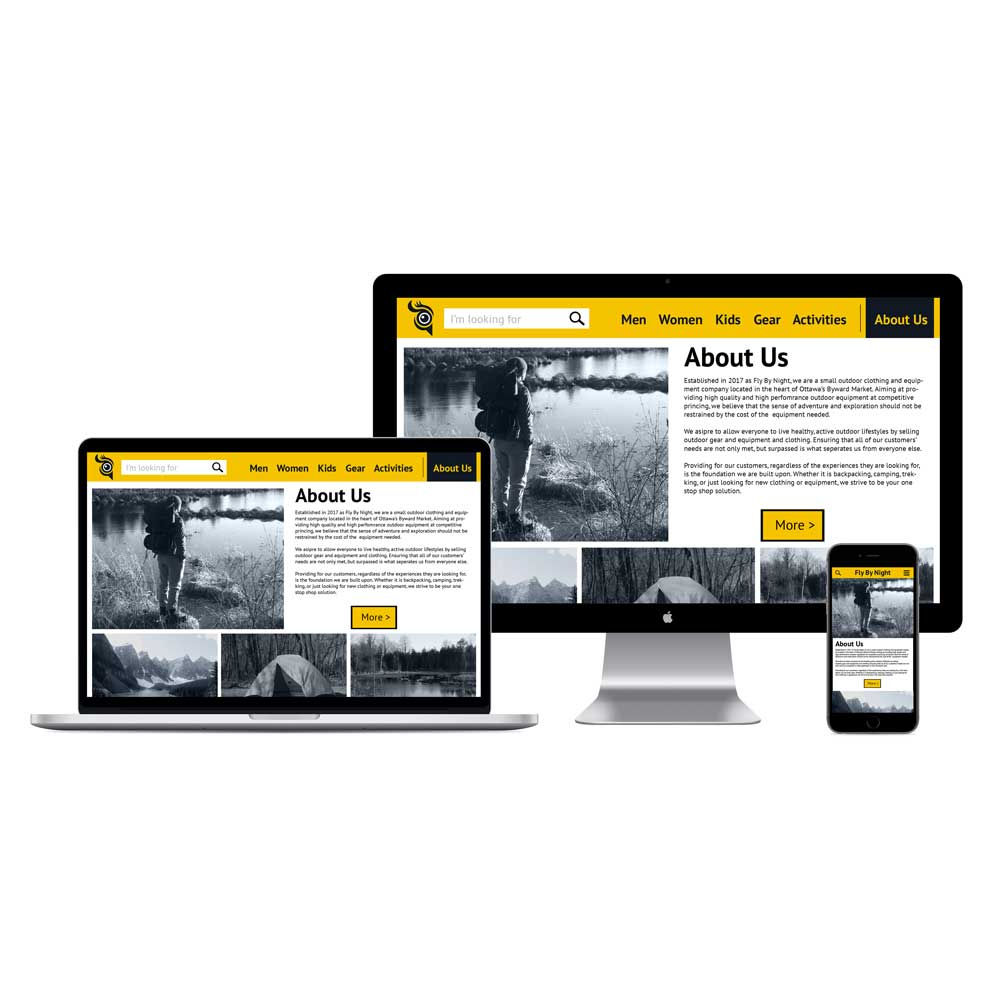 I'm looking for
Men Women Kids Gear Activities About Us
About Us
Established in 2017 as Fly By Night, we are a small outdoor clothing and equip-
ment company located in the heart of Ottawa's Byward Market. Aiming at pro-
viding high quality and high perfomrance outdoor equipment at competitive
princing, we believe that the sense of adventure and exploration should not be
restrained by the cost of the equipment needed.
We asipre to allow everyone to live healthy, active outdoor lifestyles by selling
outdoor gear and equipment and clothing. Ensuring that all of our customers'
needs are not only met, but surpassed is what seperates us from everyone else.
Providing for our customers, regardless of the experiences they are looking for,
is the foundation we are built upon. Whether it is backpacking, camping, trek-
king, or just looking for new clothing or equipment, we strive to be your one
stop shop solution.
More >
I'm looking for
Men Women Kids Gear Activities About Us
About Us
Established in 2017 as Fly By Night, we are a small outdoor clothing and equip-
ment company located in the heart of Ottawa's Byward Market. Aiming at pro-
viding high quality and high perfomrance outdoor equipment at competitive
princing, we believe that the sense of adventure and exploration should not be
restrained by the cost of the equipment needed.
We asipre to allow everyone to live healthy, active outdoor lifestyles by selling
outdoor gear and equipment and clothing. Ensuring that all of our customers'
needs are not only met, but surpassed is what seperates us from everyone else.
Providing for our customers, regardless of the experiences they are looking for,
is the foundation we are built upon. Whether it is backpacking, camping, trek-
king, or just looking for new clothing or equipment, we strive to be your one
stop shop solution.
More >
Fly By Night
About Us
More >